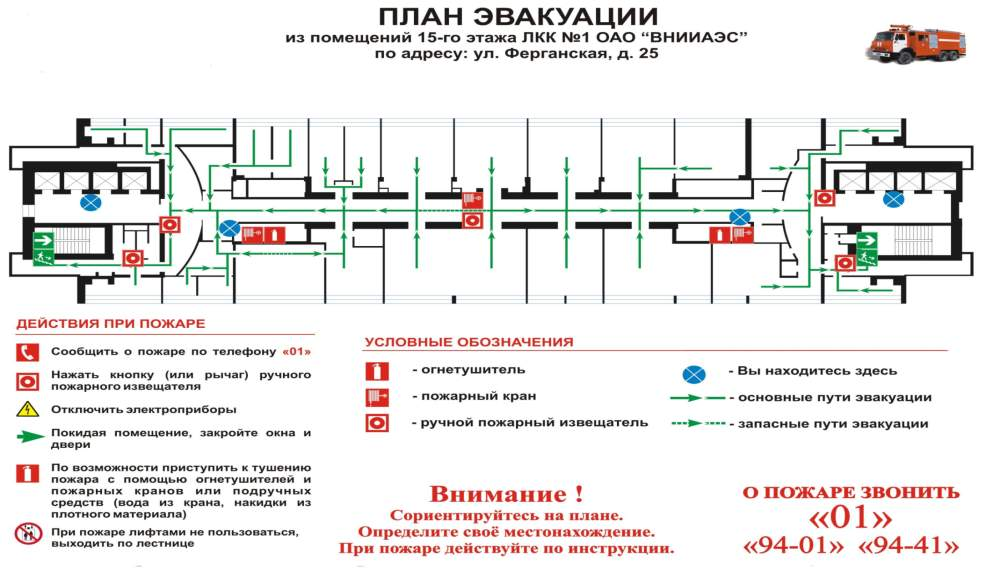 ПЛАН ЭВАКУАЦИИ
из помещений 15-го этажа ЛКК №1 ОАО “ВНИИАЭС”
по адресу: ул. Ферганская, д. 25
ДЕЙСТВИЯ ПРИ ПОЖАРЕ
Сообщить о пожаре по телефону «01»
Нажать кнопку (или рычаг) ручного
пожарного извещателя
Отключить электроприборы
Покидая помещение, закройте окна и
двери
По возможности приступить к тушению
пожара с помощью огнетушителей и
пожарных кранов или подручных
средств (вода из крана, накидки из
плотного материала)
При пожаре лифтами не пользоваться,
выходить по лестнице
УСЛОВНЫЕ ОБОЗНАЧЕНИЯ
- огнетушитель
- пожарный кран
- ручной пожарный извещатель
- Вы находитесь здесь
- основные пути эвакуации
- запасные пути эвакуации
Внимание !
Сориентируйтесь на плане.
Определите своё местонахождение.
При пожаре действуйте по инструкции.
О ПОЖАРЕ ЗВОНИТЬ
«01»
«94-01» «94-41»